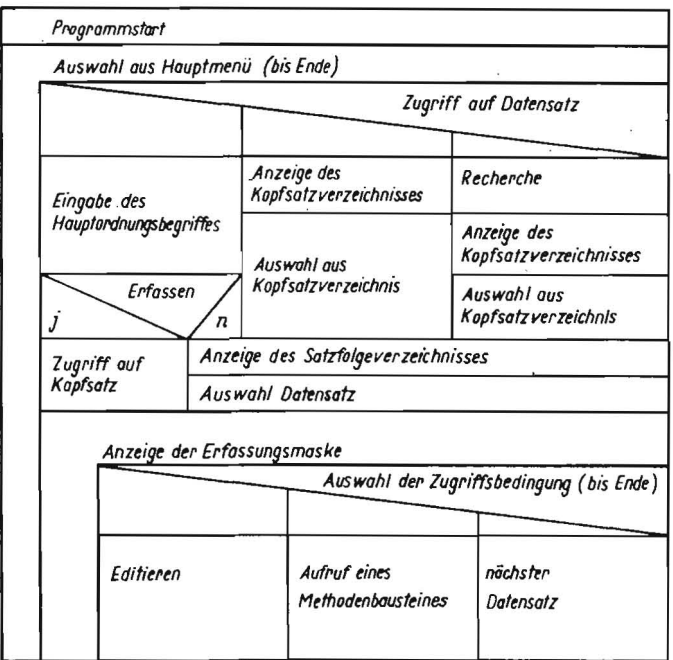 Programmstart
Auswahl aus Hauptmenü (bis Ende)
Zugriff auf Datensatz
Eingabe des
Hauptordnungsbegriffes
Anzeige des
Kopfsatzverzeichnisses
Recherche
Auswahl aus
Kopfsatzverzeichnis
Anzeige des
Kopfsatzverzeichnisses
Auswahl aus
Kopfsatzverzeichnis
Erfassen
j
n
Zugriff auf
Kopfsatz
Anzeige des Satzfolgeverzeichnisses
Auswahl Datensatz
Anzeige der Erfassungsmaske
Auswahl der Zugriffsbedingung (bis Ende)
Editieren
Aufruf eines
Methodenbausteines
nächster
Datensatz